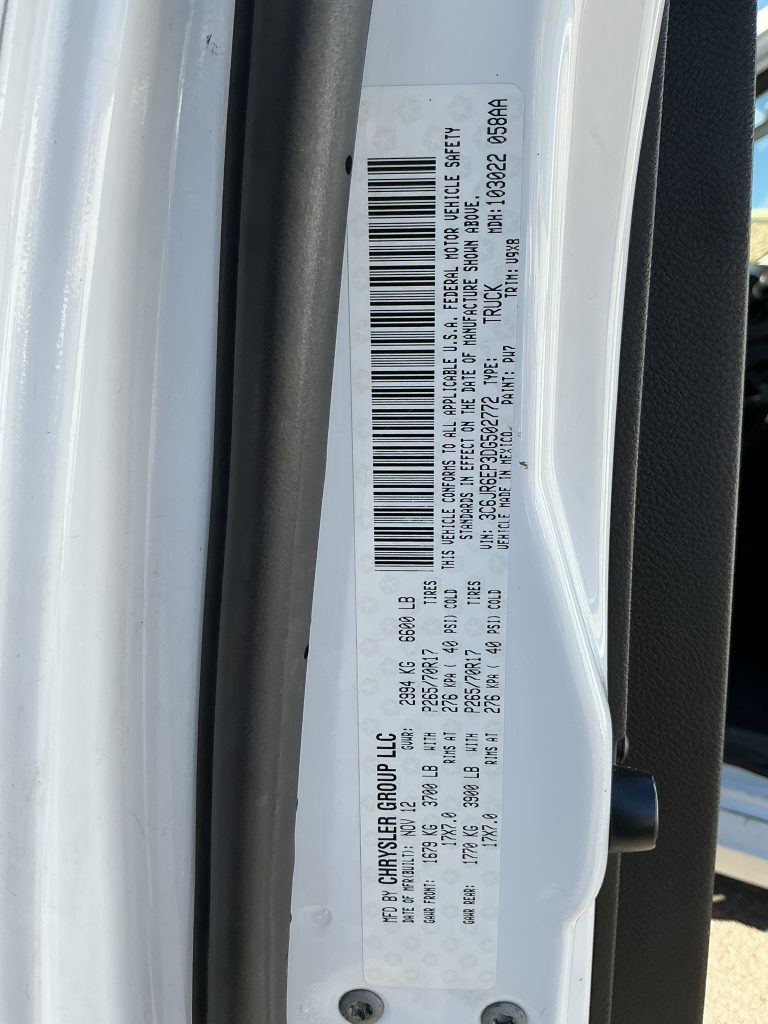 MFD BY CHRYSLER GROUP LLC
DATE OF MFR(BUILT): NOV 12 GVWR: 2994 KG 6600 LB
GAWR FRONT: 1679 KG 3700 LB WITH P265/70R17 TIRES
17X7.0 RIMS AT 276 KPA ( 40 PSI) COLD
GAWR REAR: 1770 KG 3900 LB WITH P265/70R17 TIRES
17X7.0 RIMS AT 276 KPA ( 40 PSI) COLD
THIS VEHICLE CONFORMS TO ALL APPLICABLE U.S.A. FEDERAL MOTOR VEHICLE SAFETY
STANDARDS IN EFFECT ON THE DATE OF MANUFACTURE SHOWN ABOVE.
VIN: 3C6JR6EP3DG502772 TYPE: TRUCK MDH:103022 058AA
VEHICLE MADE IN MEXICO PAINT: PW7 TRIM: V9X8